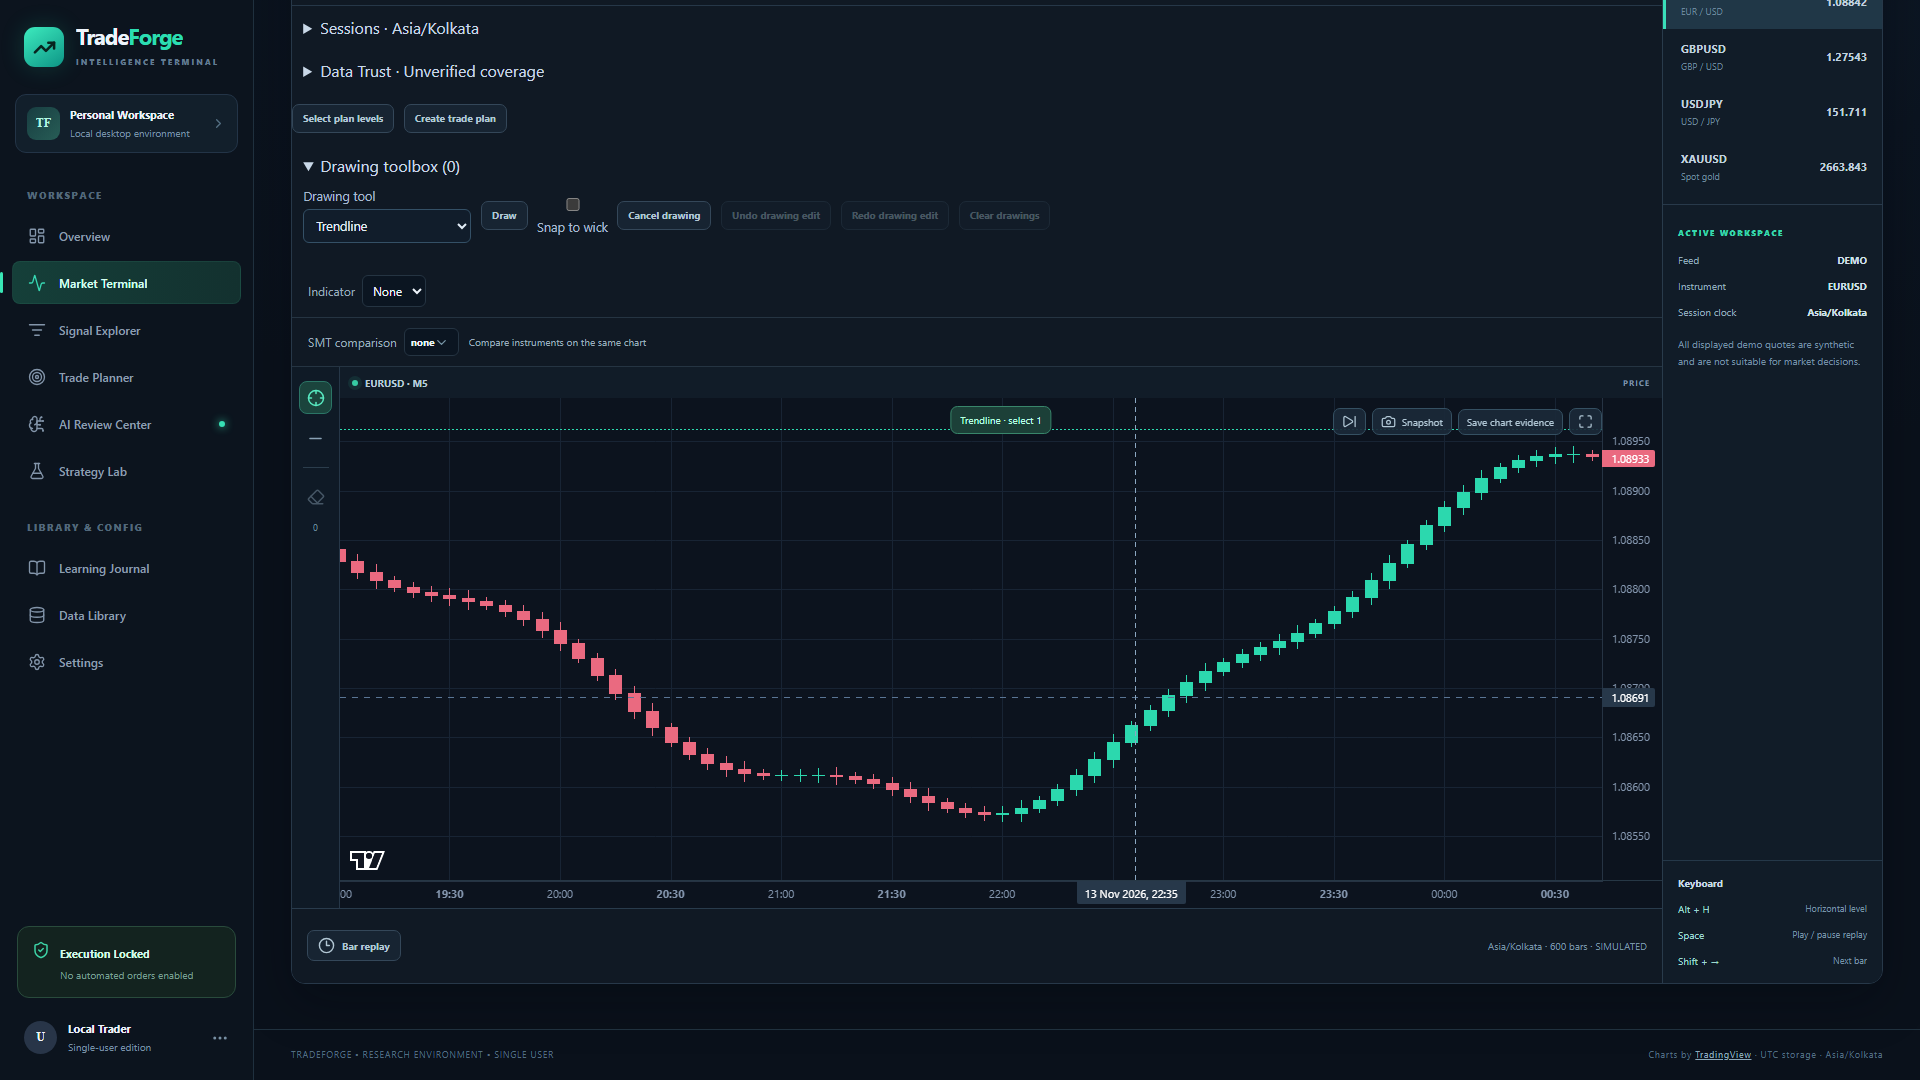 TradeForge
INTELLIGENCE TERMINAL
TF
Personal Workspace
Local desktop environment
WORKSPACE
Overview
Market Terminal
Signal Explorer
Trade Planner
AI Review Center
Strategy Lab
LIBRARY & CONFIG
Learning Journal
Data Library
Settings
Execution Locked
No automated orders enabled
U
Local Trader
Single-user edition
Sessions · Asia/Kolkata
Data Trust · Unverified coverage
Select plan levels
Create trade plan
Drawing toolbox (0)
Drawing tool
Trendline
Draw
Snap to wick
Cancel drawing
Undo drawing edit
Redo drawing edit
Clear drawings
Indicator
None
SMT comparison
none
Compare instruments on the same chart
EURUSD · M5
PRICE
0
Trendline · select 1
Snapshot
Save chart evidence
1.08950
1.08933
1.08900
1.08850
1.08800
1.08750
1.08691
1.08650
1.08600
1.08550
:00
19:30
20:00
20:30
21:00
21:30
22:00
13 Nov 2026, 22:35
23:00
23:30
00:00
00:30
Bar replay
Asia/Kolkata · 600 bars · SIMULATED
EUR / USD
1.08842
GBPUSD
GBP / USD
1.27543
USDJPY
USD / JPY
151.711
XAUUSD
Spot gold
2663.843
ACTIVE WORKSPACE
Feed
DEMO
Instrument
EURUSD
Session clock
Asia/Kolkata
All displayed demo quotes are synthetic
and are not suitable for market decisions.
Keyboard
Alt + H
Horizontal level
Space
Play / pause replay
Shift + →
Next bar
TRADEFORGE • RESEARCH ENVIRONMENT • SINGLE USER
Charts by TradingView · UTC storage · Asia/Kolkata